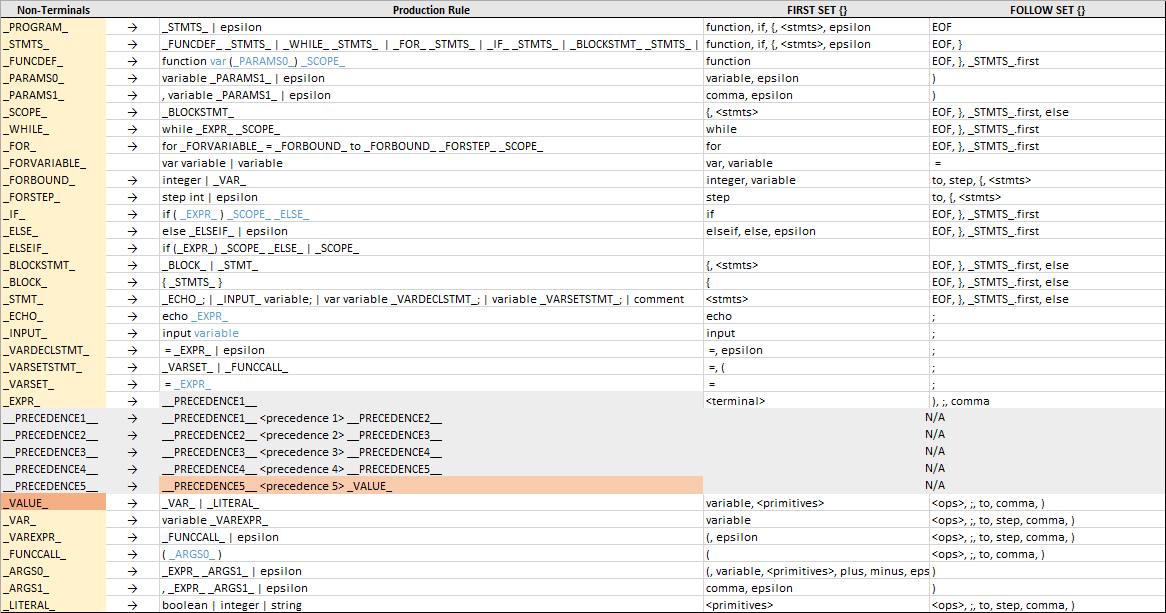 Non-Terminals Production Rule FIRST SET {} FOLLOW SET {}
_PROGRAM_ → _STMTS_ | epsilon function, if, {, <stmts>, epsilon EOF
_STMTS_ → _FUNCDEF_ _STMTS_ | _WHILE_ _STMTS_ | _FOR_ _STMTS_ | _IF_ _STMTS_ | _BLOCKSTMT_ _STMTS_ | function, if, {, <stmts>, epsilon EOF, }
_FUNCDEF_ → function var (_PARAMS0_) _SCOPE_ function EOF, }, _STMTS_.first
_PARAMS0_ → variable _PARAMS1_ | epsilon variable, epsilon )
_PARAMS1_ → , variable _PARAMS1_ | epsilon comma, epsilon )
_SCOPE_ → _BLOCKSTMT_ {, <stmts> EOF, }, _STMTS_.first, else
_WHILE_ → while _EXPR_ _SCOPE_ while EOF, }, _STMTS_.first
_FOR_ → for _FORVARIABLE_ = _FORBOUND_ to _FORBOUND_ _FORSTEP_ _SCOPE_ for EOF, }, _STMTS_.first
_FORVARIABLE_ var variable | variable var, variable =
_FORBOUND_ → integer | _VAR_ integer, variable to, step, {, <stmts>
_FORSTEP_ → step int | epsilon step to, {, <stmts>
_IF_ → if ( _EXPR_ ) _SCOPE_ _ELSE_ if EOF, }, _STMTS_.first
_ELSE_ → else _ELSEIF_ | epsilon elseif, else, epsilon EOF, }, _STMTS_.first
_ELSEIF_ → if (_EXPR_) _SCOPE_ _ELSE_ | _SCOPE_
_BLOCKSTMT_ → _BLOCK_ | _STMT_ {, <stmts> EOF, }, _STMTS_.first, else
_BLOCK_ → { _STMTS_ } { EOF, }, _STMTS_.first, else
_STMT_ → _ECHO_; | _INPUT_ variable; | var variable _VARDECLSTMT_; | variable _VARSETSTMT_; | comment <stmts> EOF, }, _STMTS_.first, else
_ECHO_ → echo _EXPR_ echo ;
_INPUT_ → input variable input ;
_VARDECLSTMT_ → = _EXPR_ | epsilon =, epsilon ;
_VARSETSTMT_ → _VARSET_ | _FUNCCALL_ =, ( ;
_VARSET_ → = _EXPR_ = ;
_EXPR_ → __PRECEDENCE1__ <terminal> ), ;, comma
__PRECEDENCE1__ → __PRECEDENCE1__ <precedence 1> __PRECEDENCE2__ N/A
__PRECEDENCE2__ → __PRECEDENCE2__ <precedence 2> __PRECEDENCE3__ N/A
__PRECEDENCE3__ → __PRECEDENCE3__ <precedence 3> __PRECEDENCE4__ N/A
__PRECEDENCE4__ → __PRECEDENCE4__ <precedence 4> __PRECEDENCE5__ N/A
__PRECEDENCE5__ → __PRECEDENCE5__ <precedence 5> _VALUE_ N/A
_VALUE_ → _VAR_ | _LITERAL_ variable, <primitives> <ops>, ;, to, comma, )
_VAR_ → variable _VAREXPR_ variable <ops>, ;, to, step, comma, )
_VAREXPR_ → _FUNCCALL_ | epsilon (, epsilon <ops>, ;, to, step, comma, )
_FUNCCALL_ → ( _ARGS0_ ) ( <ops>, ;, to, comma, )
_ARGS0_ → _EXPR_ _ARGS1_ | epsilon (, variable, <primitives>, plus, minus, eps )
_ARGS1_ → , _EXPR_ _ARGS1_ | epsilon comma, epsilon )
_LITERAL_ → boolean | integer | string <primitives> <ops>, ;, to, step, comma, )